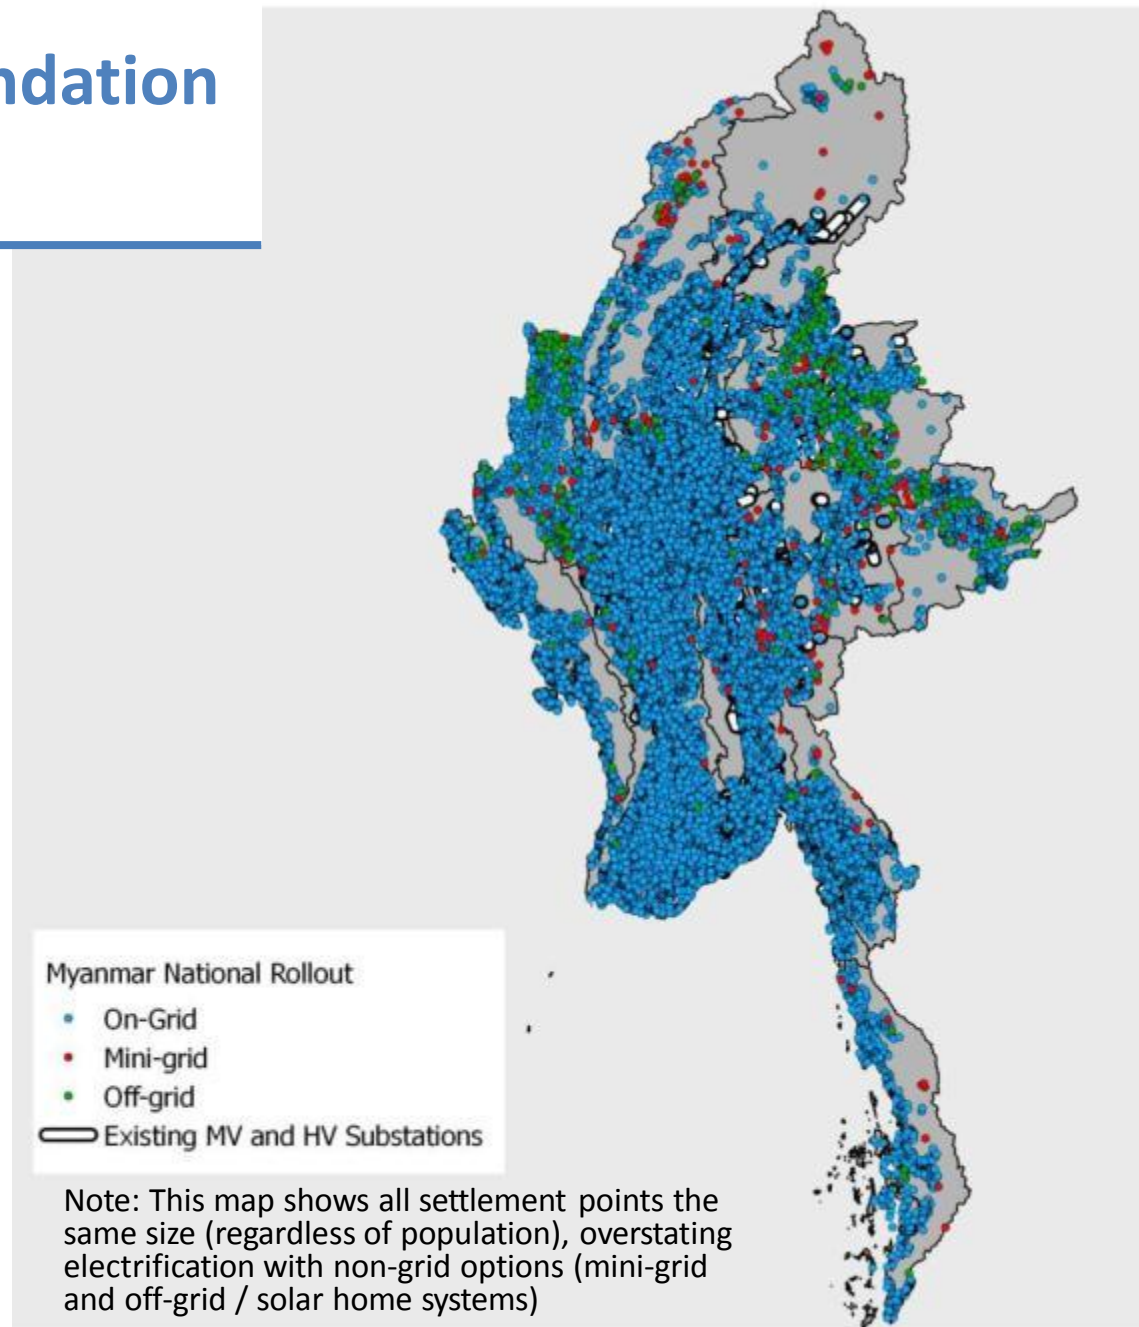 ndation
Myanmar National Rollout
On-Grid
Mini-grid
Off-grid
Existing MV and HV Substations
Note: This map shows all settlement points the
same size (regardless of population), overstating
electrification with non-grid options (mini-grid
and off-grid / solar home systems)